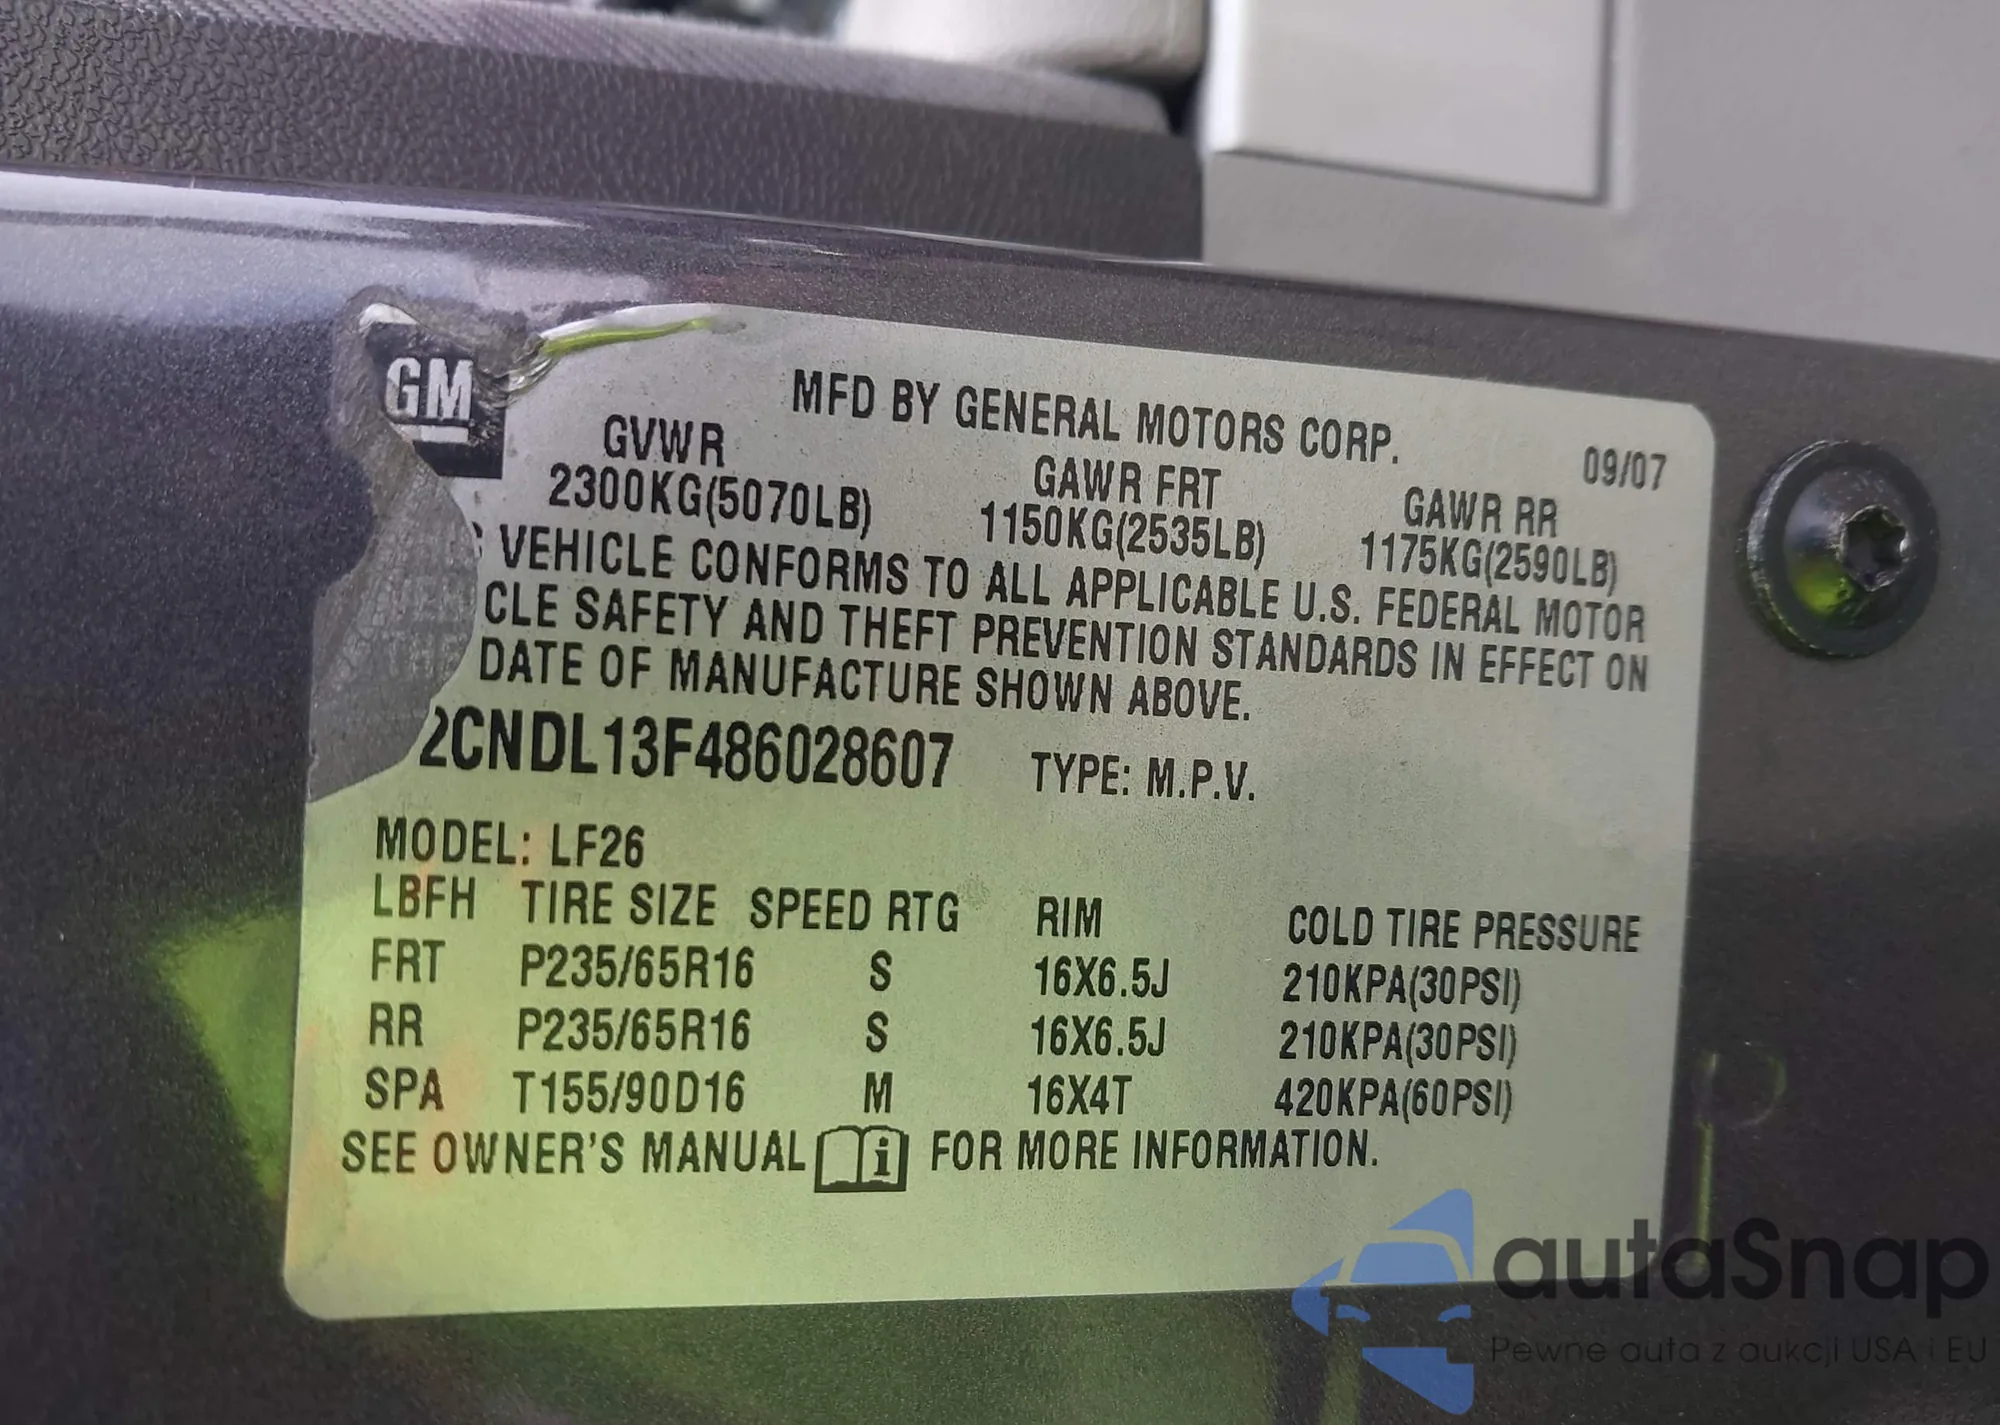 GM
MFD BY GENERAL MOTORS CORP.
09/07
GVWR GAWR FRT GAWR RR
2300KG(5070LB) 1150KG(2535LB) 1175KG(2590LB)
VEHICLE CONFORMS TO ALL APPLICABLE U.S. FEDERAL MOTOR
CLE SAFETY AND THEFT PREVENTION STANDARDS IN EFFECT ON
DATE OF MANUFACTURE SHOWN ABOVE.
2CNDL13F486028607 TYPE: M.P.V.
MODEL: LF26
LBFH TIRE SIZE SPEED RTG RIM COLD TIRE PRESSURE
FRT P235/65R16 S 16X6.5J 210KPA(30PSI)
RR P235/65R16 S 16X6.5J 210KPA(30PSI)
SPA T155/90D16 M 16X4T 420KPA(60PSI)
SEE OWNER'S MANUAL i FOR MORE INFORMATION.
autaSnap
Pewne auta z aukcji USA i EU